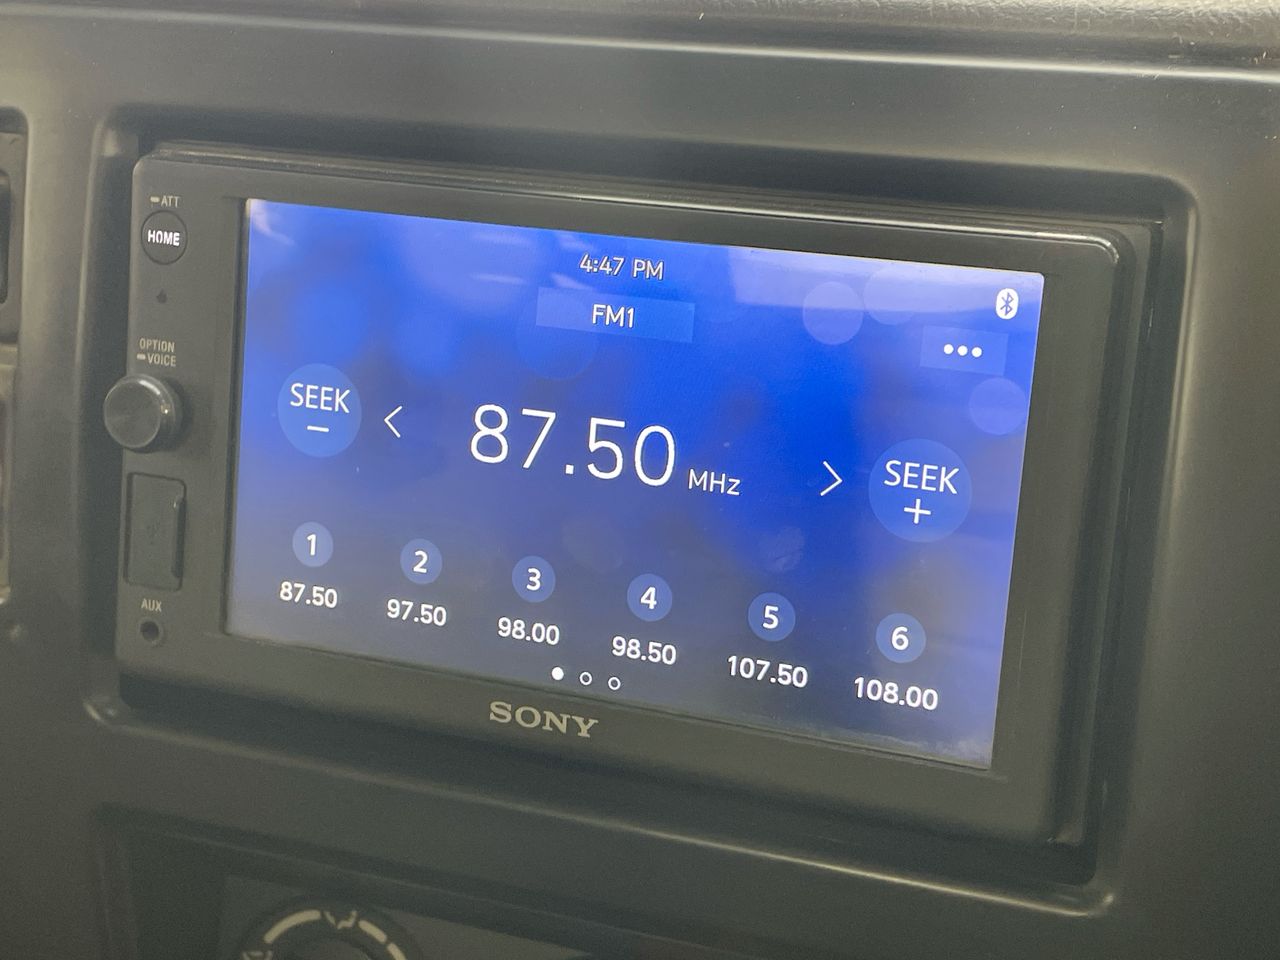 ATT
HOME
4:47 PM
FM1
•••
OPTION
VOICE
SEEK
−
<
87.50 MHz
>
SEEK
+
1 2 3 4 5 6
87.50 97.50 98.00 98.50 107.50 108.00
AUX
SONY